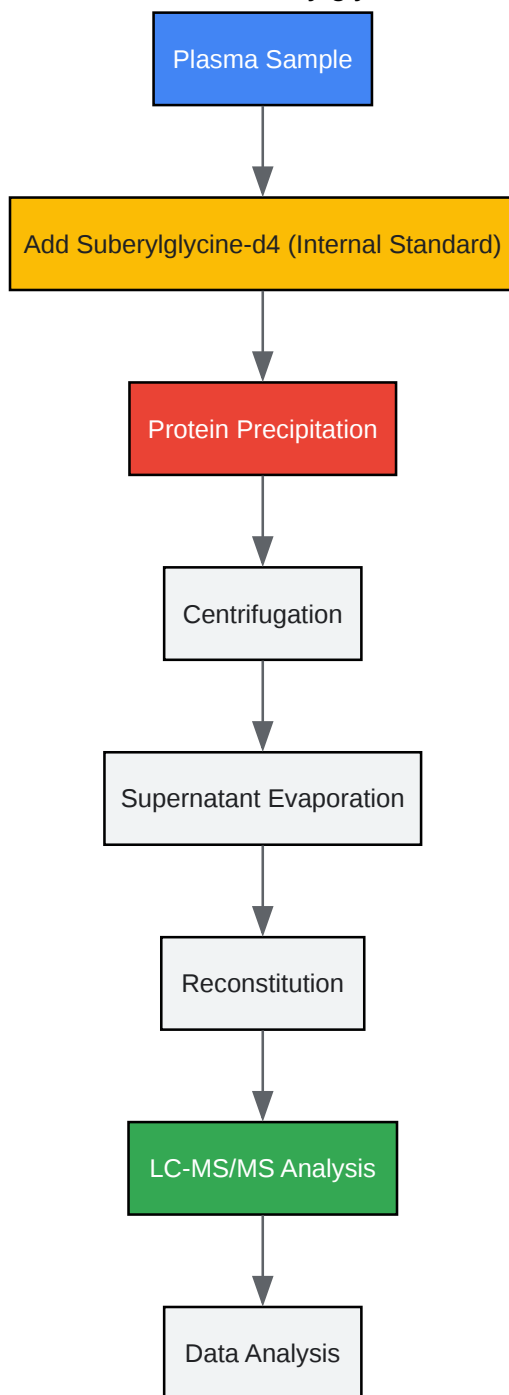 Plasma Sample
Add Suberylglycine-d4 (Internal Standard)
Protein Precipitation
Centrifugation
Supernatant Evaporation
Reconstitution
LC-MS/MS Analysis
Data Analysis